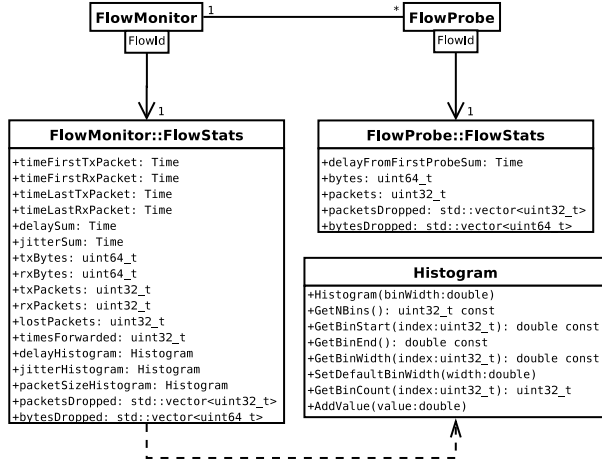 FlowMonitor
1
*
FlowProbe
FlowId
FlowId
1
1
FlowMonitor::FlowStats
+timeFirstTxPacket: Time
+timeFirstRxPacket: Time
+timeLastTxPacket: Time
+timeLastRxPacket: Time
+delaySum: Time
+jitterSum: Time
+txBytes: uint64_t
+rxBytes: uint64_t
+txPackets: uint32_t
+rxPackets: uint32_t
+lostPackets: uint32_t
+timesForwarded: uint32_t
+delayHistogram: Histogram
+jitterHistogram: Histogram
+packetSizeHistogram: Histogram
+packetsDropped: std::vector<uint32_t>
+bytesDropped: std::vector<uint64_t>
FlowProbe::FlowStats
+delayFromFirstProbeSum: Time
+bytes: uint64_t
+packets: uint32_t
+packetsDropped: std::vector<uint32_t>
+bytesDropped: std::vector<uint64_t>
Histogram
+Histogram(binWidth:double)
+GetNBins(): uint32_t const
+GetBinStart(index:uint32_t): double const
+GetBinEnd(): double const
+GetBinWidth(index:uint32_t): double const
+SetDefaultBinWidth(width:double)
+GetBinCount(index:uint32_t): uint32_t
+AddValue(value:double)